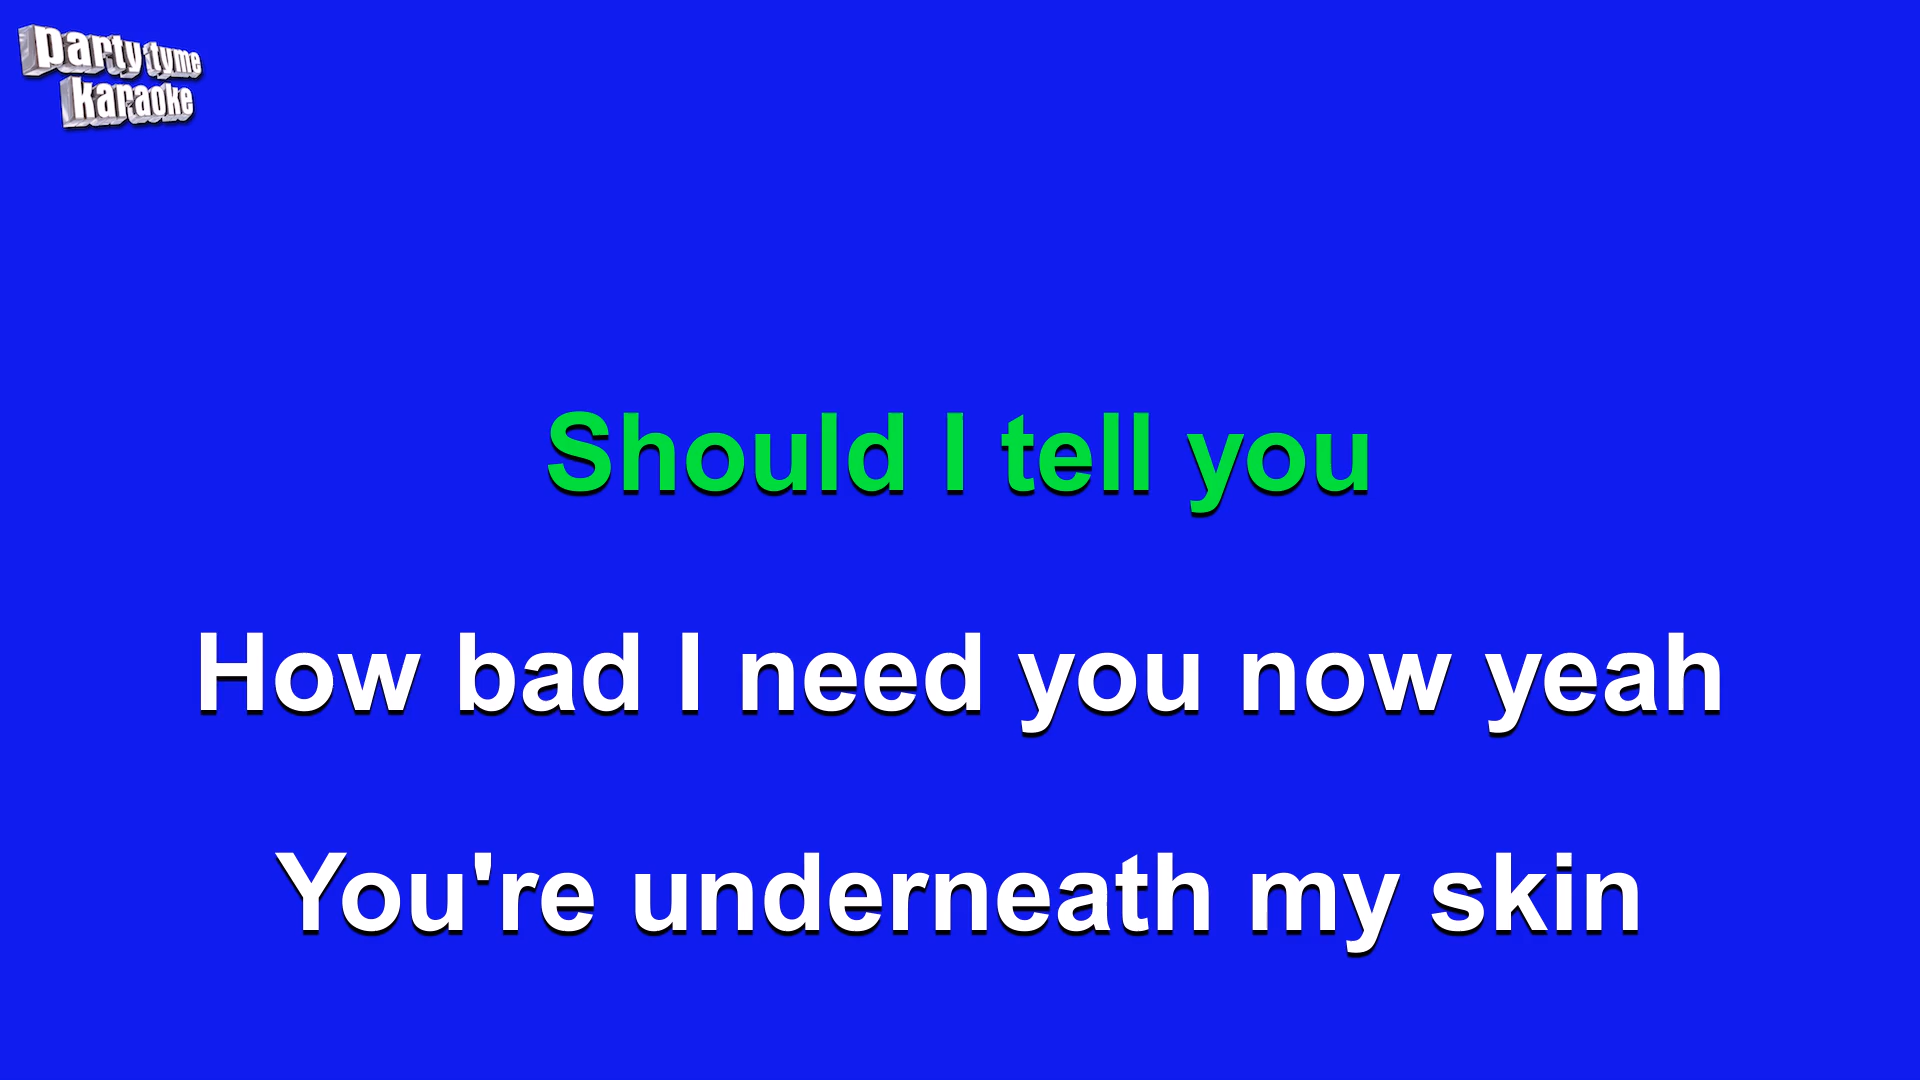 party tyme
karaoke
Should I tell you
How bad I need you now yeah
You're underneath my skin